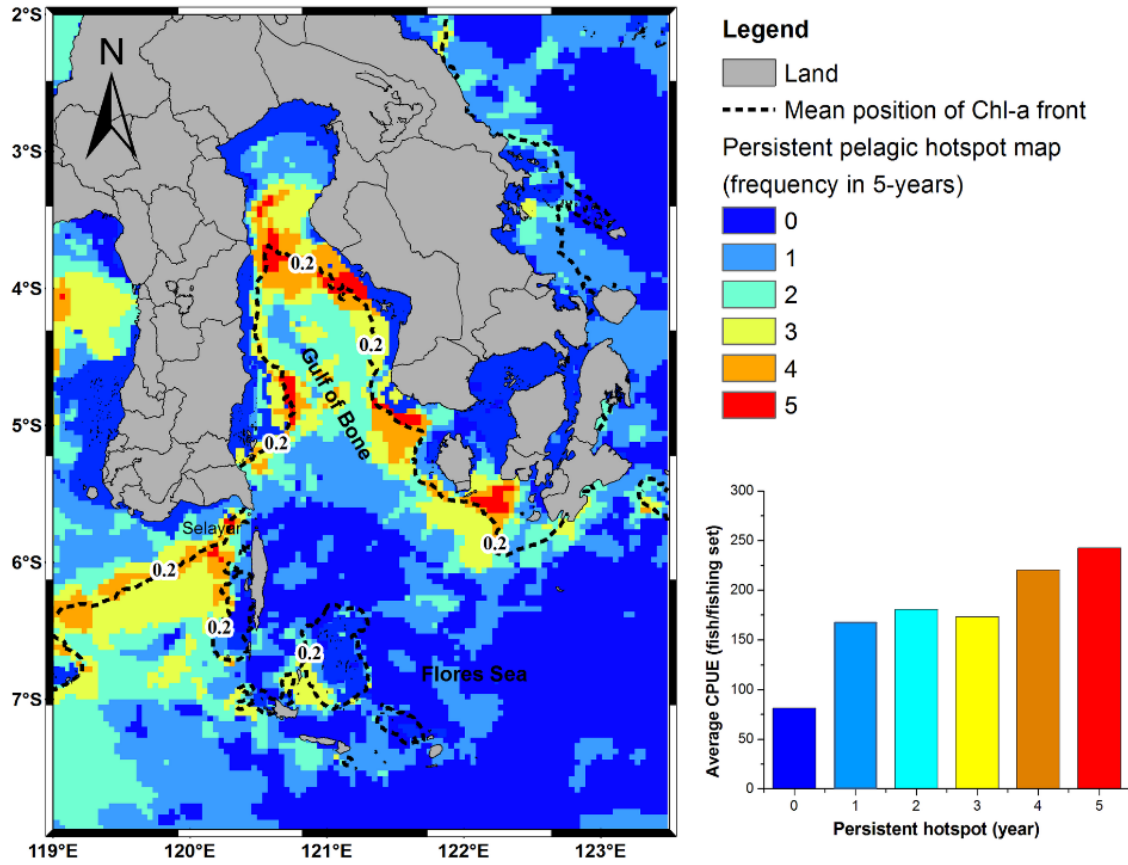 2°S
3°S
4°S
5°S
6°S
7°S
119°E
120°E
121°E
122°E
123°E
N
0.2
0.2
0.2
Gulf of Bone
Selayar
0.2
0.2
0.2
0.2
Flores Sea
Legend
Land
Mean position of Chl-a front
Persistent pelagic hotspot map
(frequency in 5-years)
0
1
2
3
4
5
Average CPUE (fish/fishing set)
300
250
200
150
100
50
0
0
1
2
3
4
5
Persistent hotspot (year)